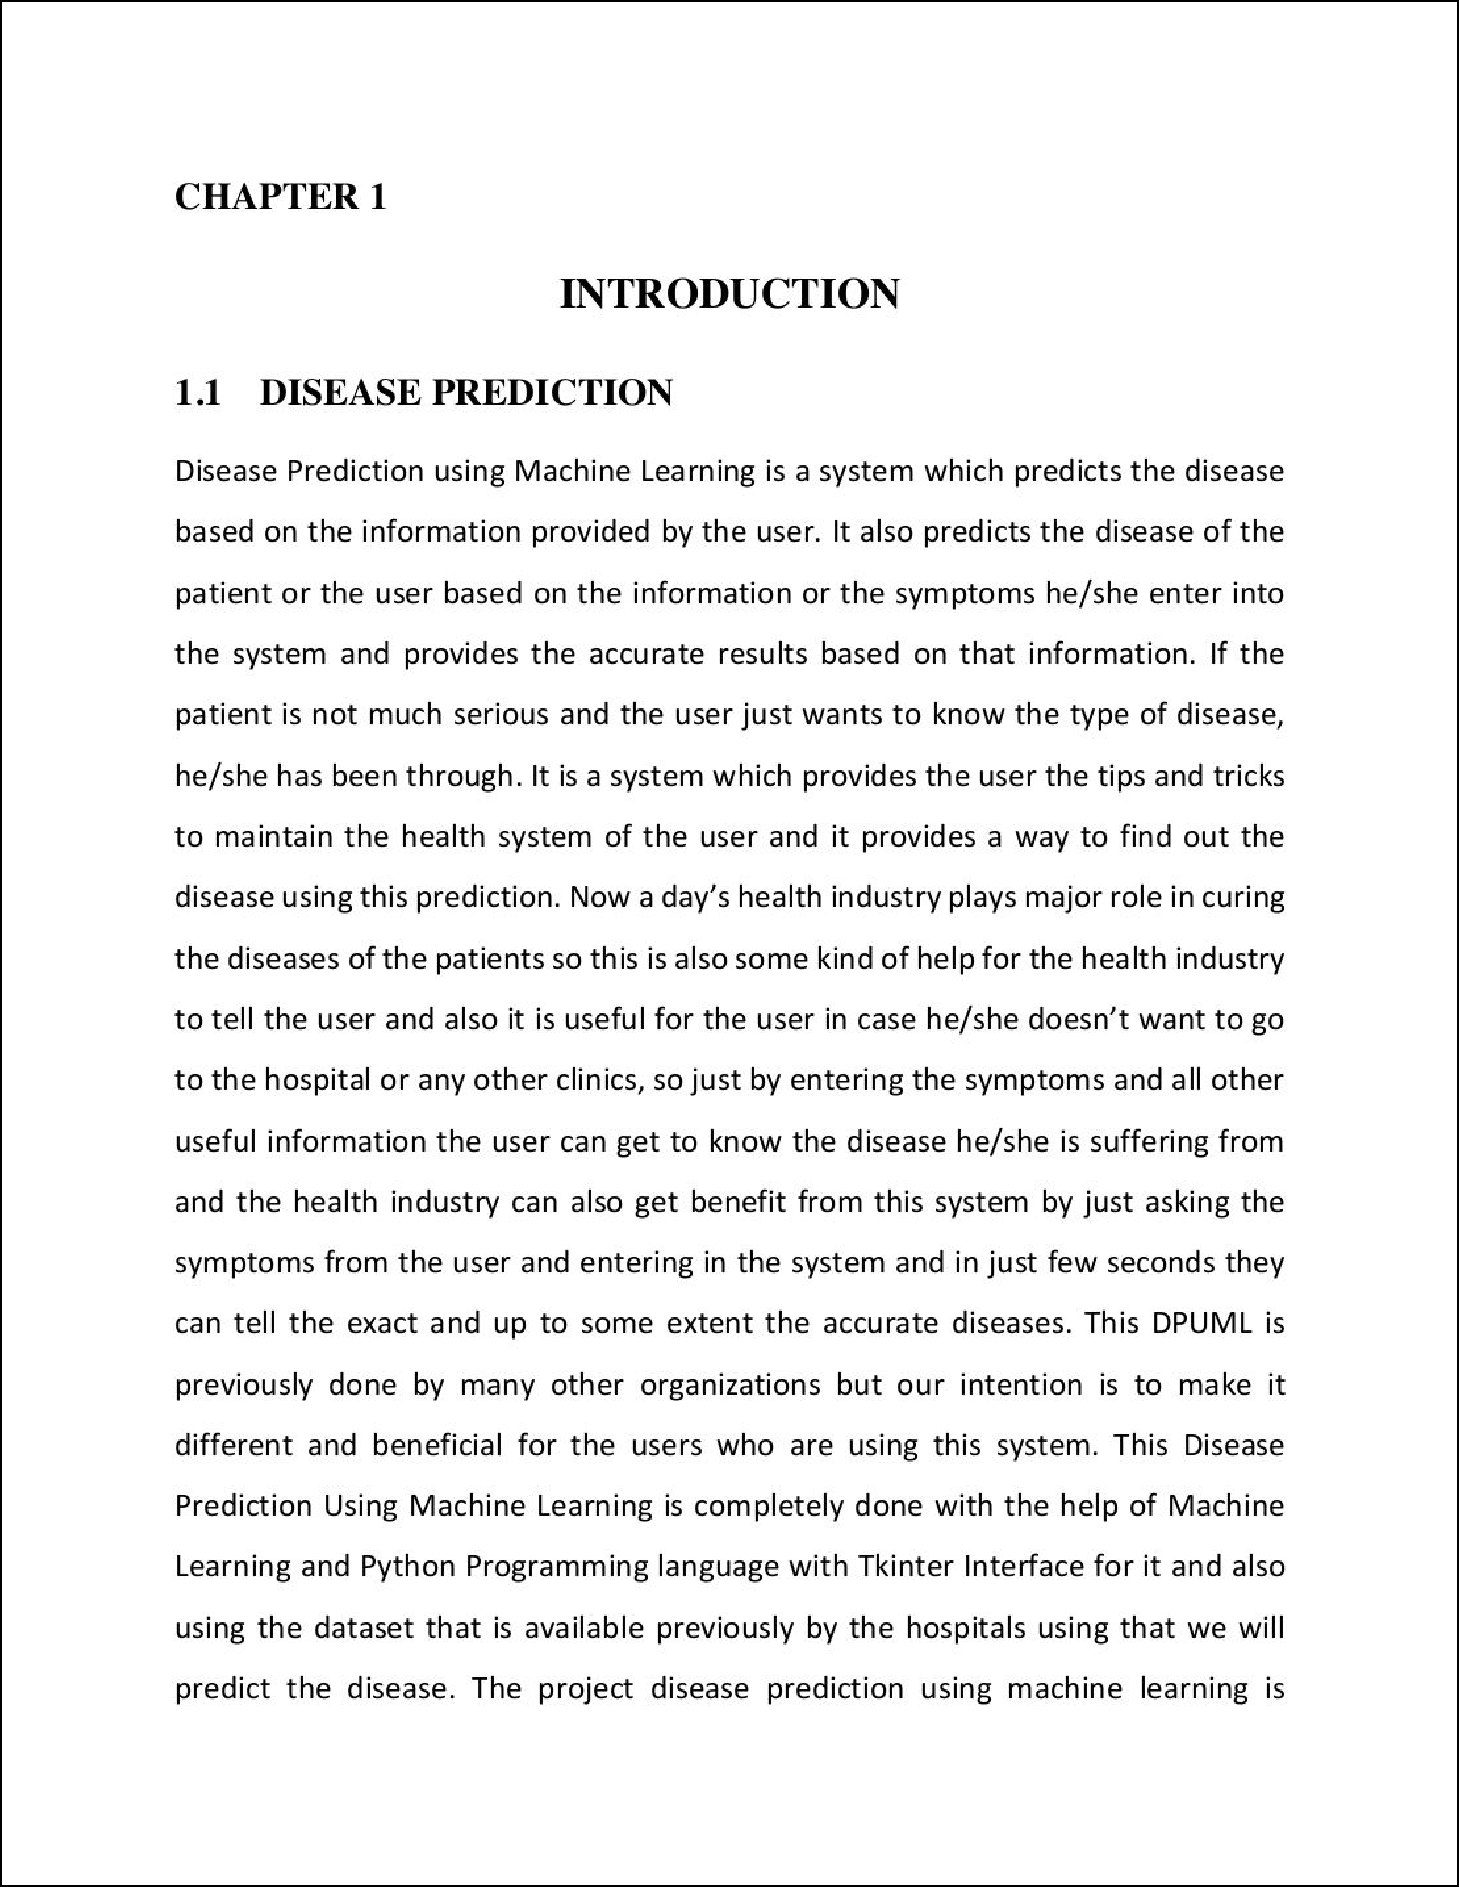 CHAPTER 1
INTRODUCTION
1.1 DISEASE PREDICTION
Disease Prediction using Machine Learning is a system which predicts the disease
based on the information provided by the user. It also predicts the disease of the
patient or the user based on the information or the symptoms he/she enter into
the system and provides the accurate results based on that information. If the
patient is not much serious and the user just wants to know the type of disease,
he/she has been through. It is a system which provides the user the tips and tricks
to maintain the health system of the user and it provides a way to find out the
disease using this prediction. Now a day’s health industry plays major role in curing
the diseases of the patients so this is also some kind of help for the health industry
to tell the user and also it is useful for the user in case he/she doesn’t want to go
to the hospital or any other clinics, so just by entering the symptoms and all other
useful information the user can get to know the disease he/she is suffering from
and the health industry can also get benefit from this system by just asking the
symptoms from the user and entering in the system and in just few seconds they
can tell the exact and up to some extent the accurate diseases. This DPUML is
previously done by many other organizations but our intention is to make it
different and beneficial for the users who are using this system. This Disease
Prediction Using Machine Learning is completely done with the help of Machine
Learning and Python Programming language with Tkinter Interface for it and also
using the dataset that is available previously by the hospitals using that we will
predict the disease. The project disease prediction using machine learning is